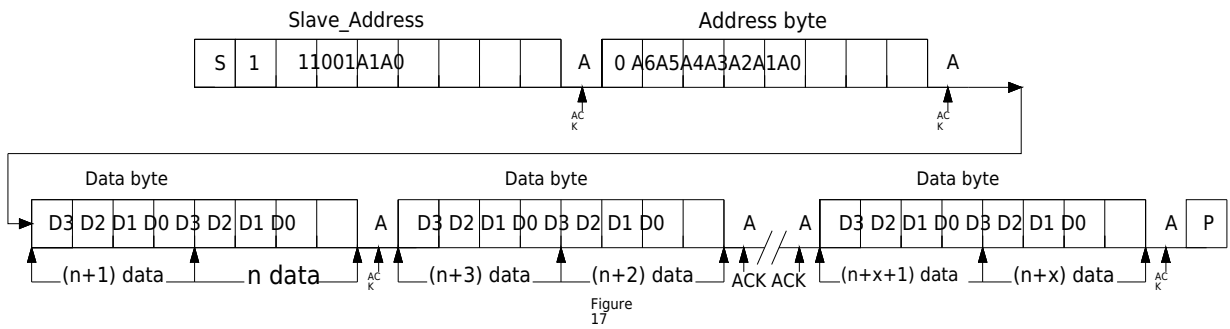 Slave_Address Address byte
S 1 11001A1A0 A 0 A6A5A4A3A2A1A0 A
AC
K
AC
K
Data byte Data byte Data byte
D3 D2 D1 D0 D3 D2 D1 D0 A D3 D2 D1 D0 D3 D2 D1 D0 A A D3 D2 D1 D0 D3 D2 D1 D0 A P
(n+1) data n data AC
K
(n+3) data (n+2) data ACK ACK (n+x+1) data (n+x) data AC
K
Figure
17